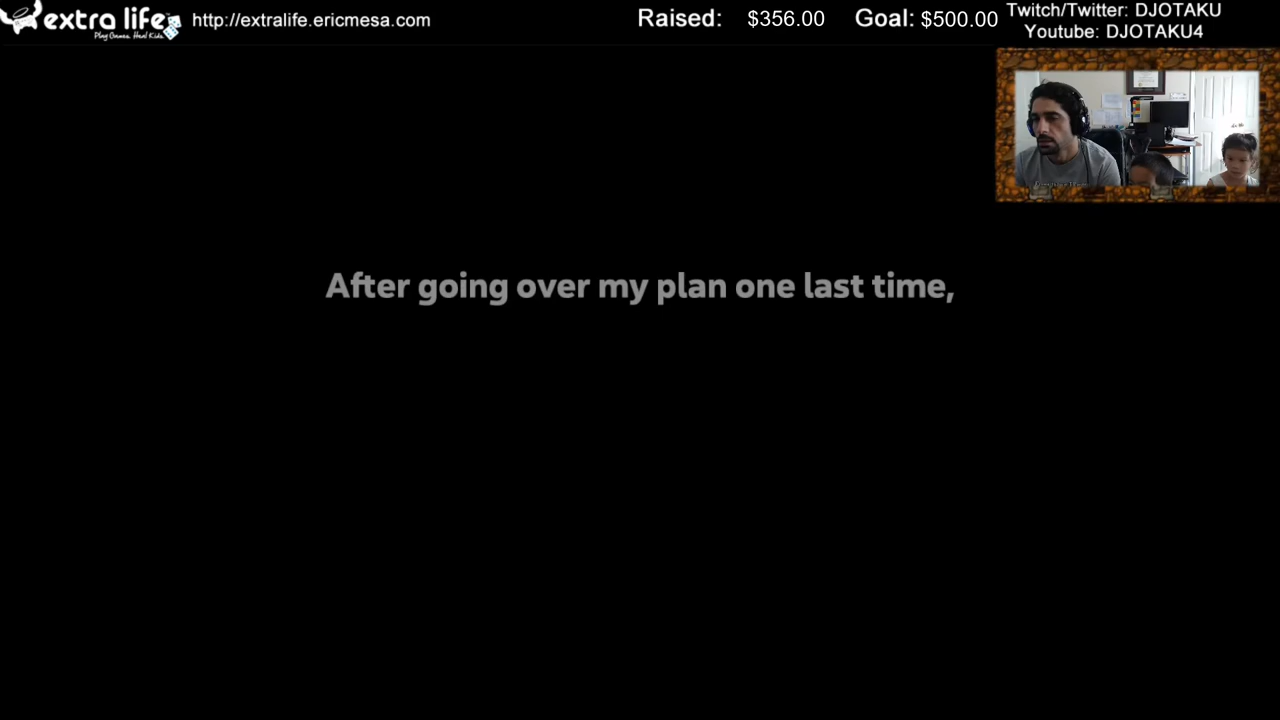 extra life
Play Games. Heal Kids.
http://extralife.ericmesa.com
Raised: $356.00 Goal: $500.00
Twitch/Twitter: DJOTAKU
Youtube: DJOTAKU4
After going over my plan one last time,